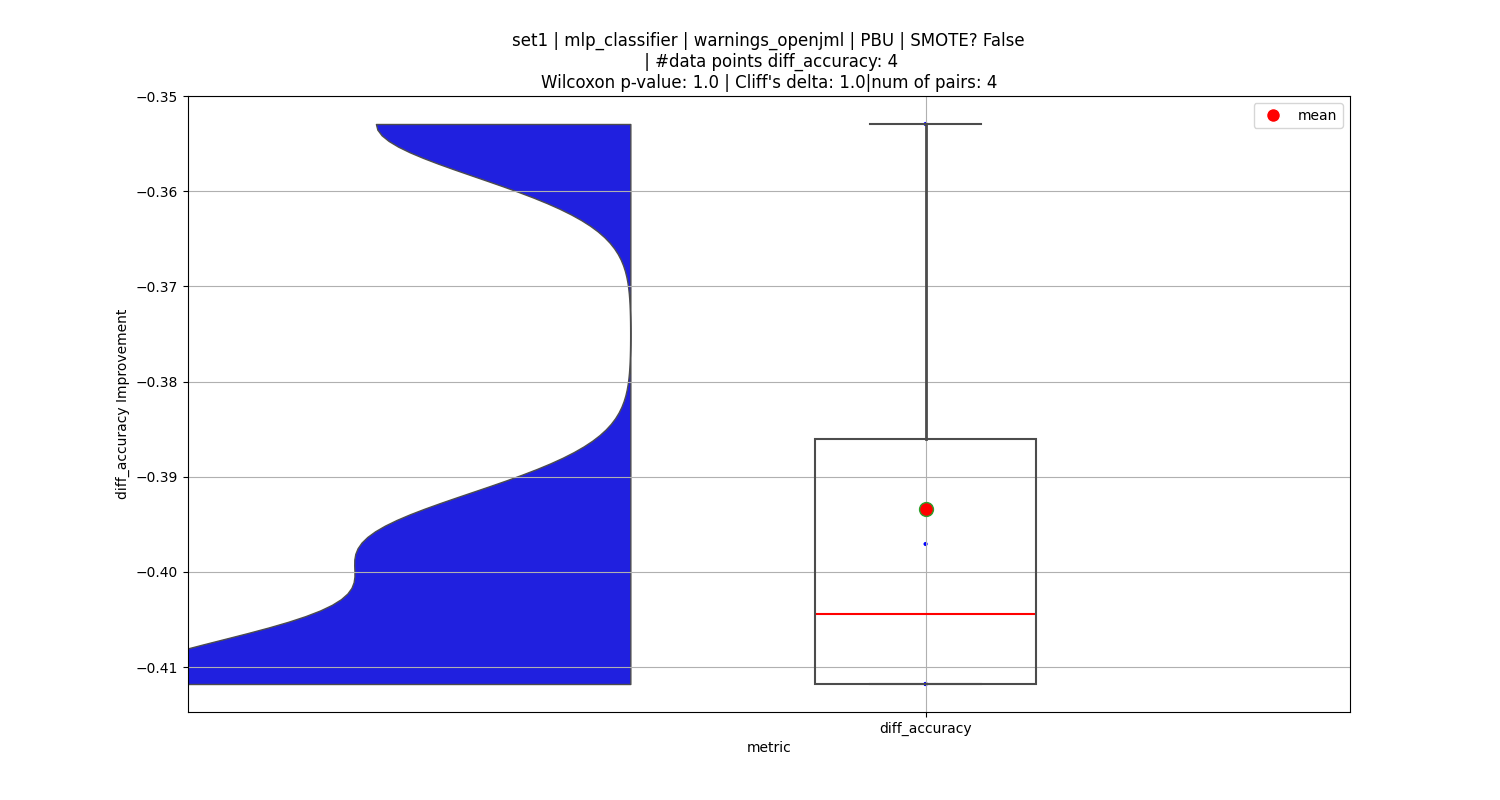 set1 | mlp_classifier | warnings_openjml | PBU | SMOTE? False
| #data points diff_accuracy: 4
Wilcoxon p-value: 1.0 | Cliff's delta: 1.0|num of pairs: 4
mean
−0.35
−0.36
−0.37
−0.38
−0.39
−0.40
−0.41
diff_accuracy Improvement
diff_accuracy
metric